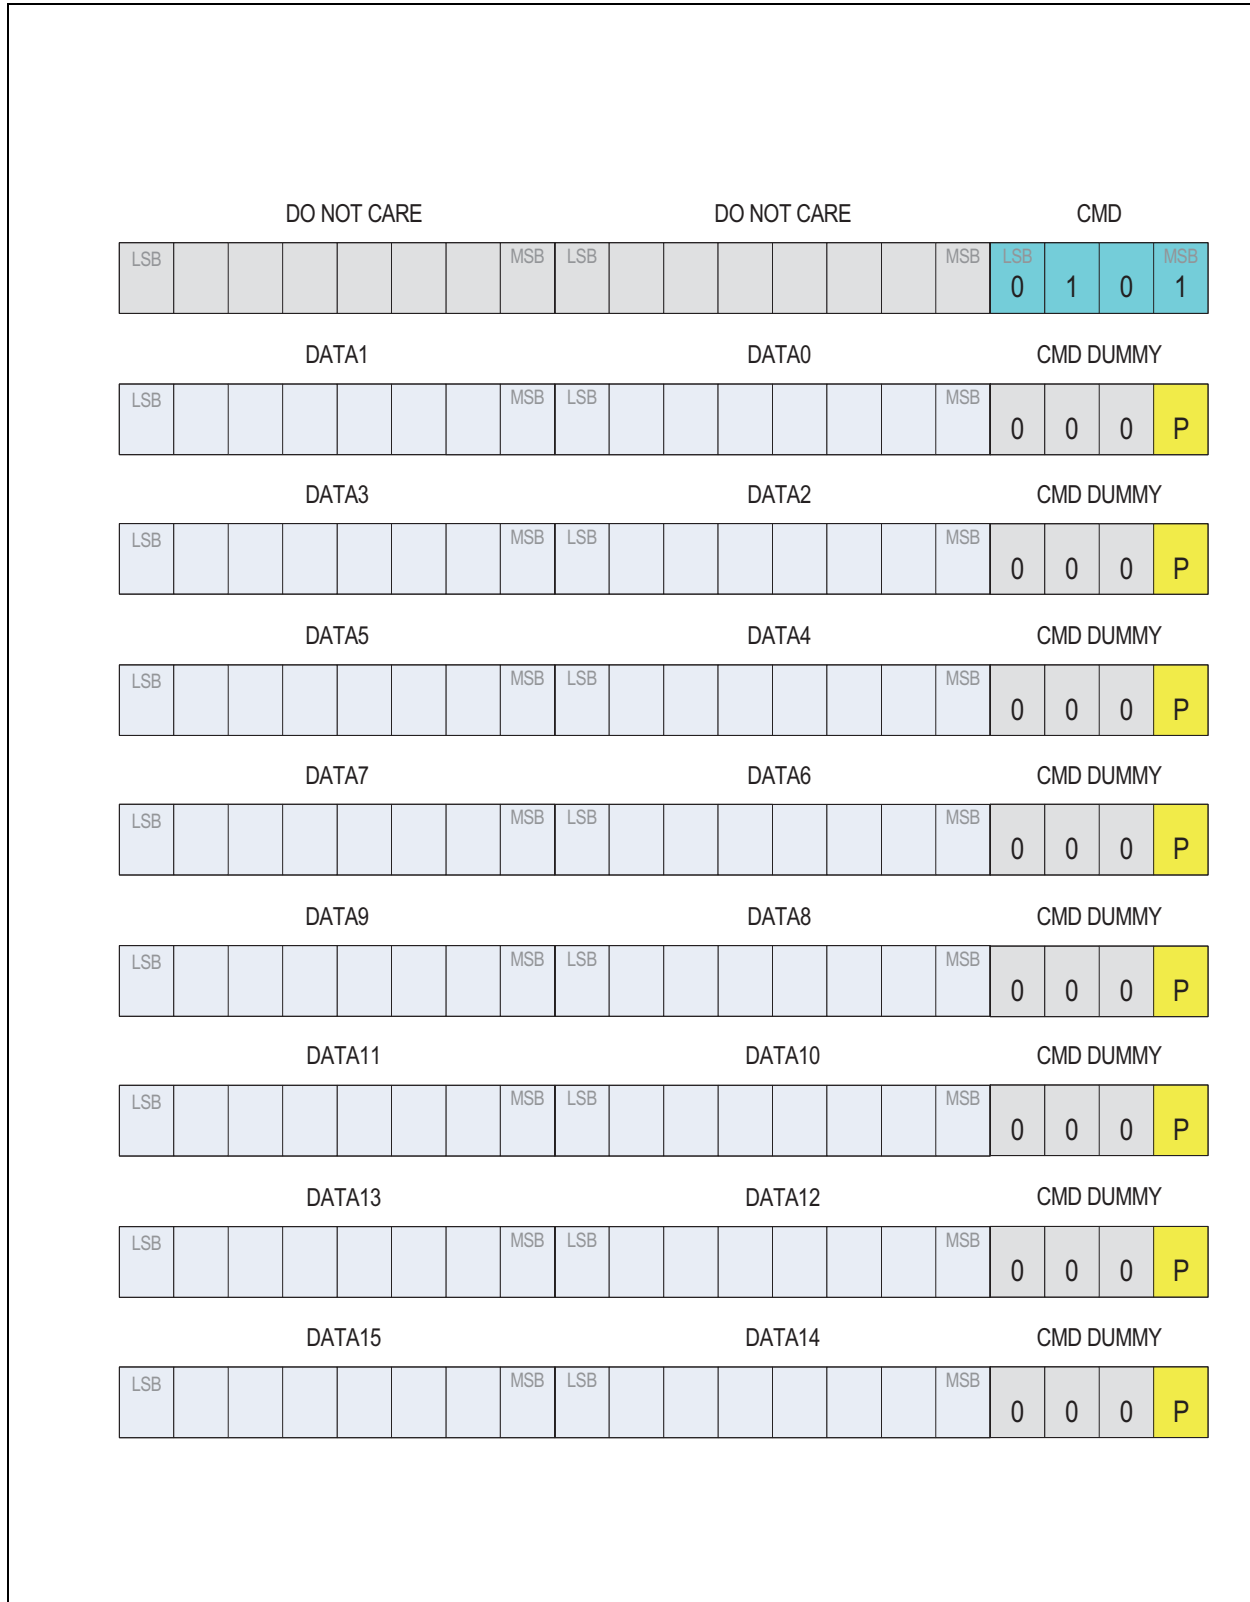 DO NOT CARE DO NOT CARE CMD
LSB MSB LSB MSB LSB MSB
0 1 0 1
DATA1 DATA0 CMD DUMMY
LSB MSB LSB MSB
0 0 0 P
DATA3 DATA2 CMD DUMMY
LSB MSB LSB MSB
0 0 0 P
DATA5 DATA4 CMD DUMMY
LSB MSB LSB MSB
0 0 0 P
DATA7 DATA6 CMD DUMMY
LSB MSB LSB MSB
0 0 0 P
DATA9 DATA8 CMD DUMMY
LSB MSB LSB MSB
0 0 0 P
DATA11 DATA10 CMD DUMMY
LSB MSB LSB MSB
0 0 0 P
DATA13 DATA12 CMD DUMMY
LSB MSB LSB MSB
0 0 0 P
DATA15 DATA14 CMD DUMMY
LSB MSB LSB MSB
0 0 0 P